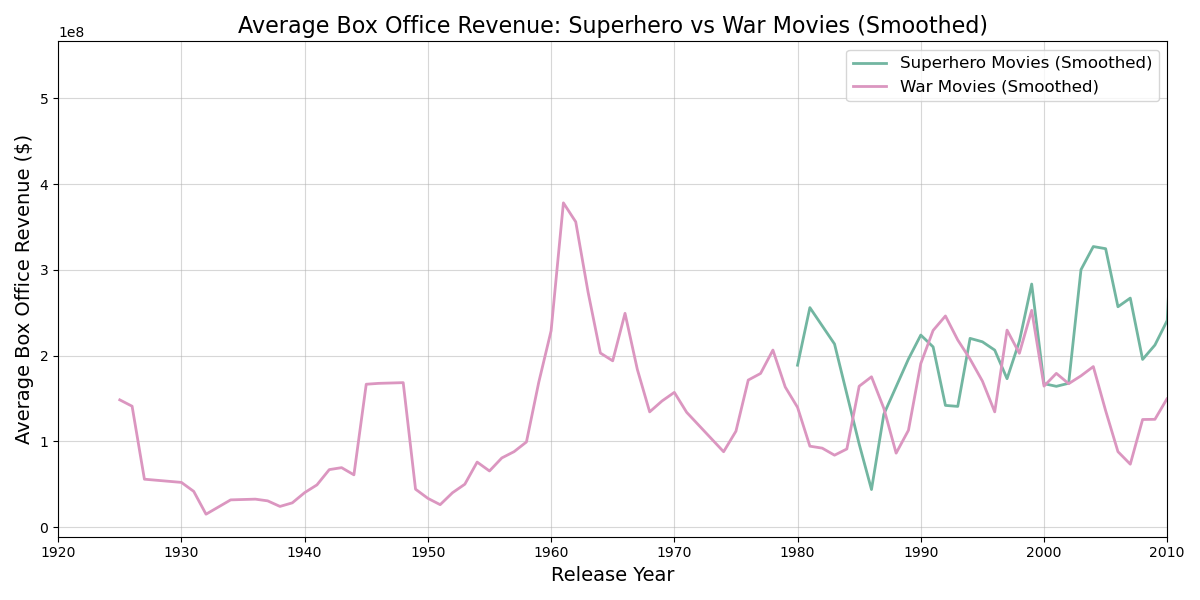 Average Box Office Revenue: Superhero vs War Movies (Smoothed)
1e8
Superhero Movies (Smoothed)
War Movies (Smoothed)
5
4
3
2
1
0
Average Box Office Revenue ($)
1920 1930 1940 1950 1960 1970 1980 1990 2000 2010
Release Year